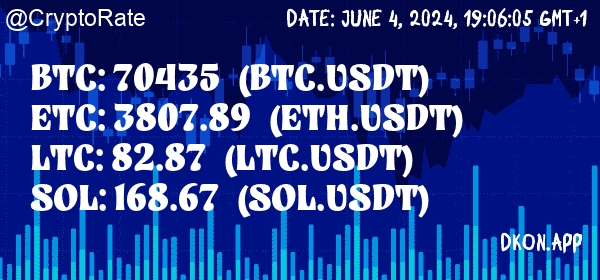 @CryptoRate
DATE: JUNE 4, 2024, 19:06:05 GMT+1
BTC: 70435 (BTC.USDT)
ETC: 3807.89 (ETH.USDT)
LTC: 82.87 (LTC.USDT)
SOL: 168.67 (SOL.USDT)
DKON.APP